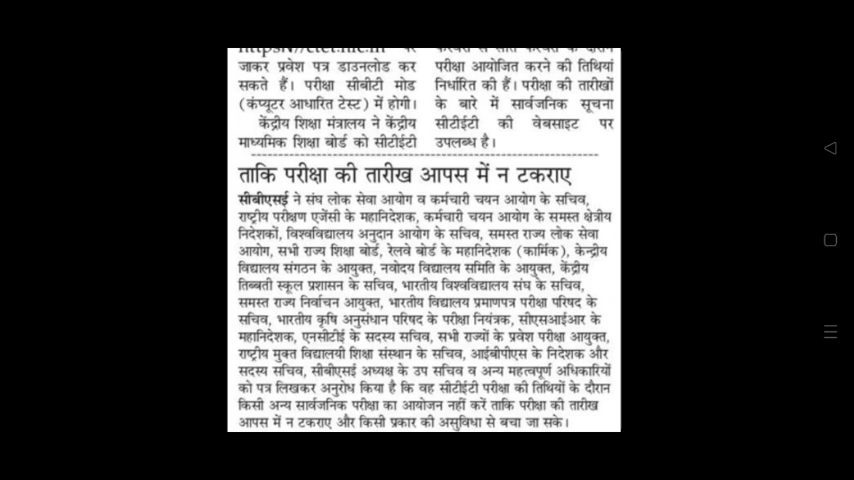 जाकर प्रवेश पत्र डाउनलोड कर
सकते हैं। परीक्षा सीबीटी मोड
(कंप्यूटर आधारित टेस्ट) में होगी।
केंद्रीय शिक्षा मंत्रालय ने केंद्रीय
माध्यमिक शिक्षा बोर्ड को सीटीईटी
परीक्षा आयोजित करने की तिथियां
निर्धारित की हैं। परीक्षा की तारीखों
के बारे में सार्वजनिक सूचना
सीटीईटी की वेबसाइट पर
उपलब्ध है।
ताकि परीक्षा की तारीख आपस में न टकराए
सीबीएसई ने संघ लोक सेवा आयोग व कर्मचारी चयन आयोग के सचिव,
राष्ट्रीय परीक्षण एजेंसी के महानिदेशक, कर्मचारी चयन आयोग के समस्त क्षेत्रीय
निदेशकों, विश्वविद्यालय अनुदान आयोग के सचिव, समस्त राज्य लोक सेवा
आयोग, सभी राज्य शिक्षा बोर्ड, रेलवे बोर्ड के महानिदेशक (कार्मिक), केन्द्रीय
विद्यालय संगठन के आयुक्त, नवोदय विद्यालय समिति के आयुक्त, केंद्रीय
तिब्बती स्कूल प्रशासन के सचिव, भारतीय विश्वविद्यालय संघ के सचिव,
समस्त राज्य निर्वाचन आयुक्त, भारतीय विद्यालय प्रमाणपत्र परीक्षा परिषद के
सचिव, भारतीय कृषि अनुसंधान परिषद के परीक्षा नियंत्रक, सीएसआईआर के
महानिदेशक, एनसीटीई के सदस्य सचिव, सभी राज्यों के प्रवेश परीक्षा आयुक्त,
राष्ट्रीय मुक्त विद्यालयी शिक्षा संस्थान के सचिव, आईबीपीएस के निदेशक और
सदस्य सचिव, सीबीएसई अध्यक्ष के उप सचिव व अन्य महत्वपूर्ण अधिकारियों
को पत्र लिखकर अनुरोध किया है कि वह सीटीईटी परीक्षा की तिथियों के दौरान
किसी अन्य सार्वजनिक परीक्षा का आयोजन नहीं करें ताकि परीक्षा की तारीख
आपस में न टकराए और किसी प्रकार की असुविधा से बचा जा सके।